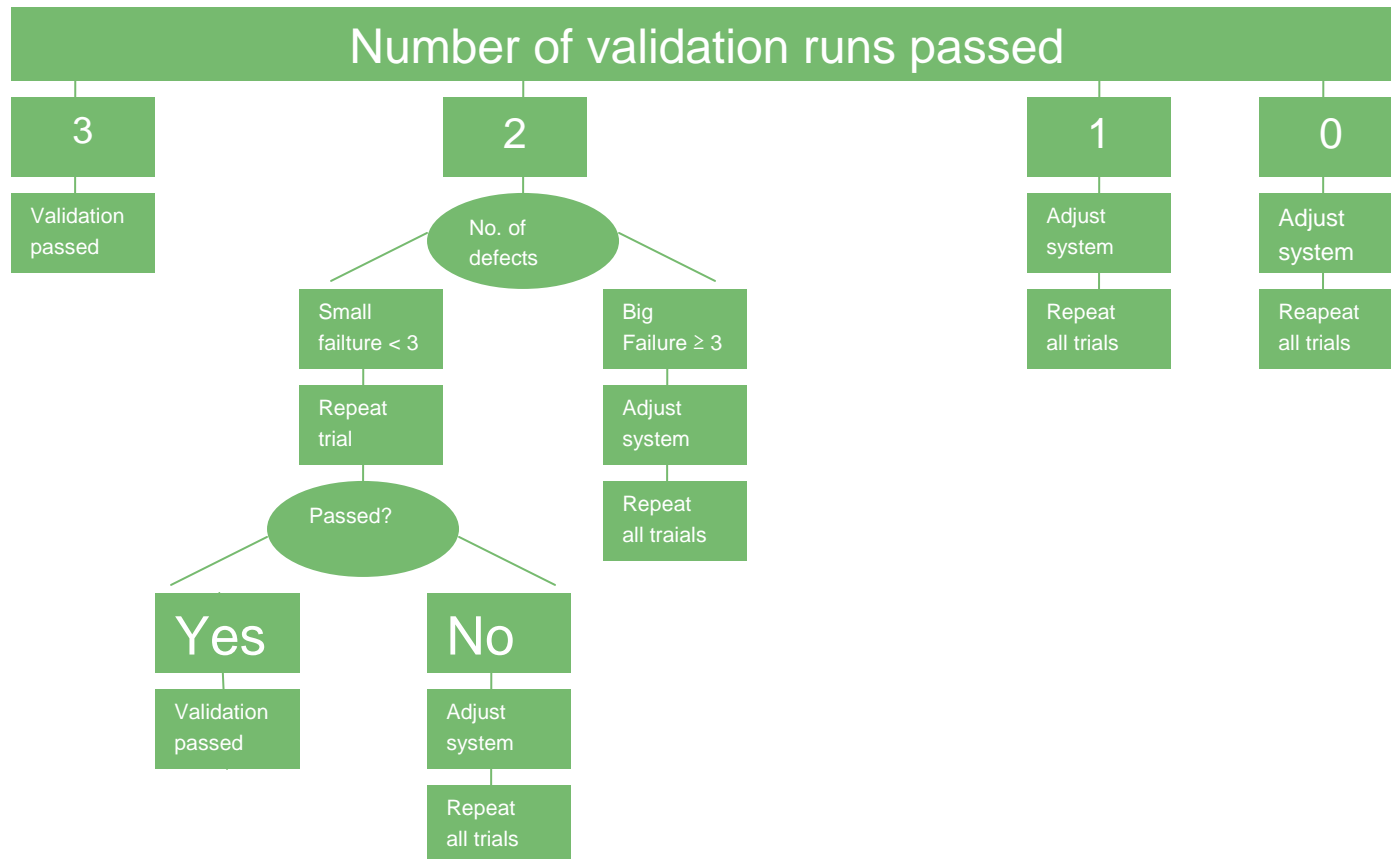 Number of validation runs passed
3
2
1
0
Validation
passed
No. of
defects
Adjust
system
Adjust
system
Small
failture < 3
Big
Failure ≥ 3
Repeat
all trials
Reapeat
all trials
Repeat
trial
Adjust
system
Passed?
Repeat
all traials
Yes
No
Validation
passed
Adjust
system
Repeat
all trials